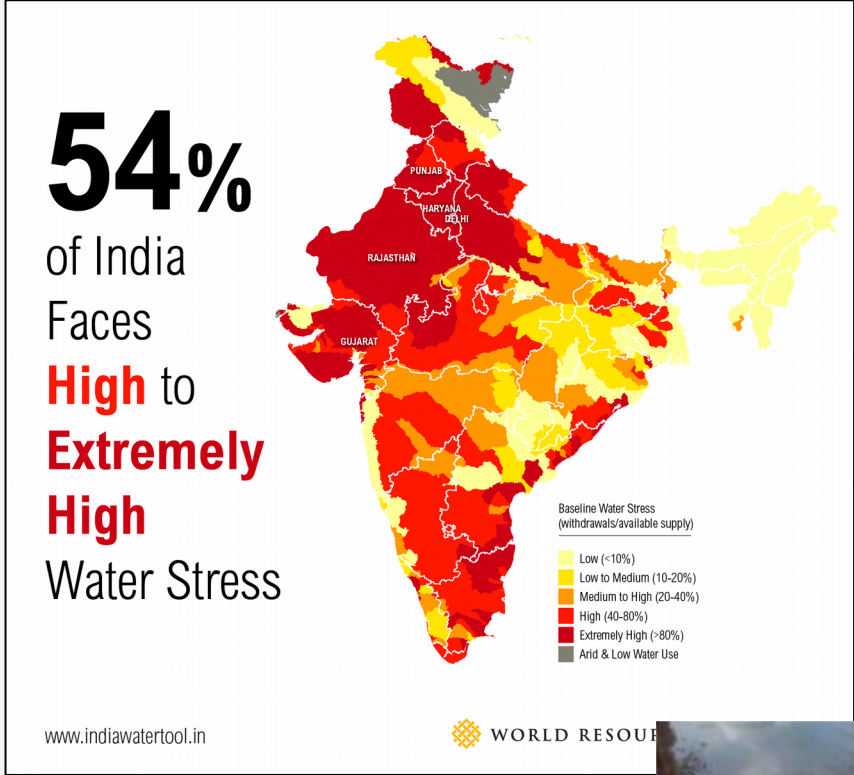 54%
of India
Faces
High to
Extremely
High
Water Stress
PUNJAB
HARYANA
DELHI
RAJASTHAN
GUJARAT
Baseline Water Stress
(withdrawals/available supply)
Low (<10%)
Low to Medium (10-20%)
Medium to High (20-40%)
High (40-80%)
Extremely High (>80%)
Arid & Low Water Use
www.indiawatertool.in
WORLD